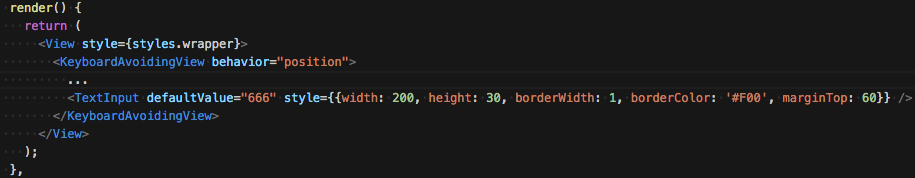 render() {
  return (
    <View style={styles.wrapper}>
      <KeyboardAvoidingView behavior="position">
        ...
        <TextInput defaultValue="666" style={{width: 200, height: 30, borderWidth: 1, borderColor: '#F00', marginTop: 60}} />
      </KeyboardAvoidingView>
    </View>
  );
},